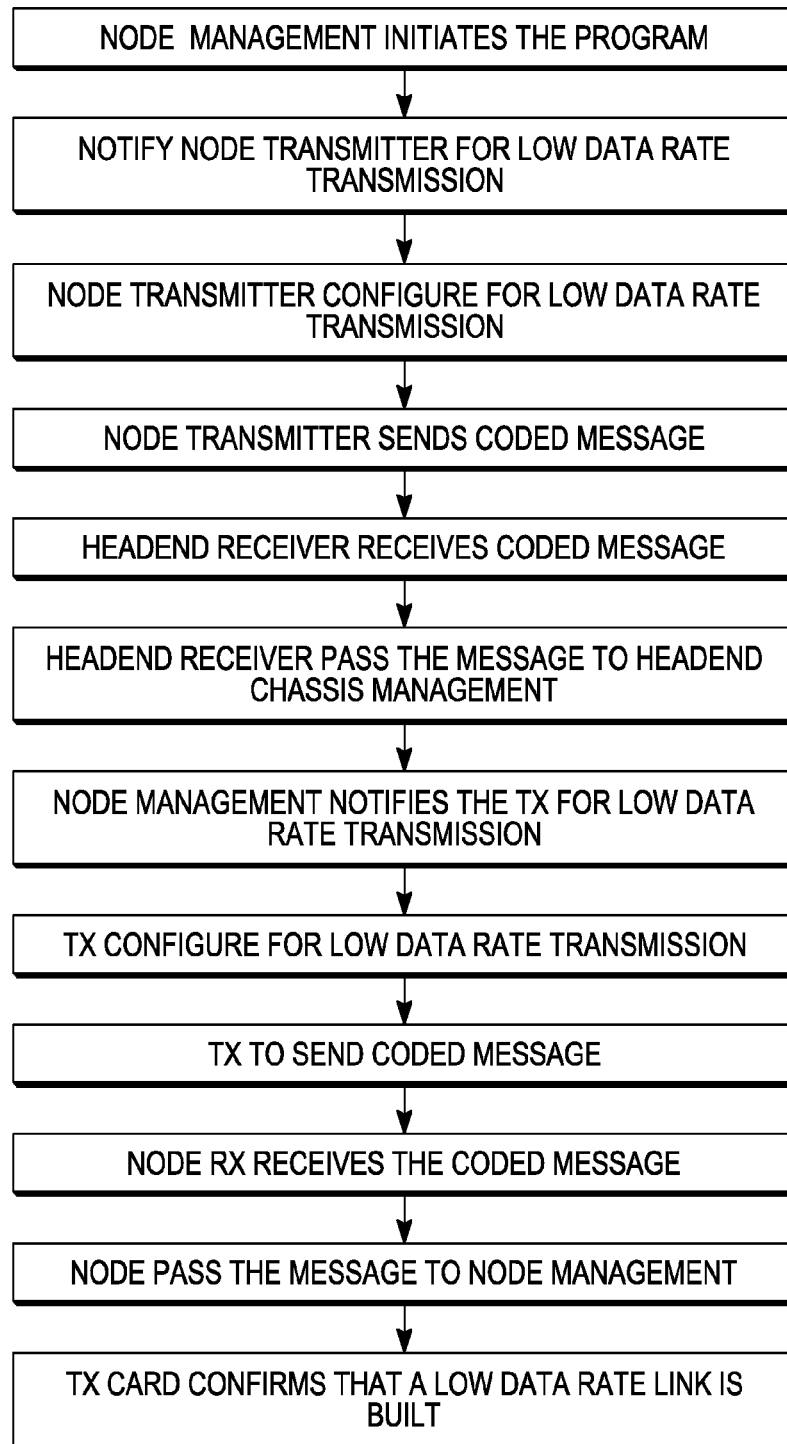 NODE MANAGEMENT INITIATES THE PROGRAM
NOTIFY NODE TRANSMITTER FOR LOW DATA RATE
TRANSMISSION
NODE TRANSMITTER CONFIGURE FOR LOW DATA RATE
TRANSMISSION
NODE TRANSMITTER SENDS CODED MESSAGE
HEADEND RECEIVER RECEIVES CODED MESSAGE
HEADEND RECEIVER PASS THE MESSAGE TO HEADEND
CHASSIS MANAGEMENT
NODE MANAGEMENT NOTIFIES THE TX FOR LOW DATA
RATE TRANSMISSION
TX CONFIGURE FOR LOW DATA RATE TRANSMISSION
TX TO SEND CODED MESSAGE
NODE RX RECEIVES THE CODED MESSAGE
NODE PASS THE MESSAGE TO NODE MANAGEMENT
TX CARD CONFIRMS THAT A LOW DATA RATE LINK IS
BUILT